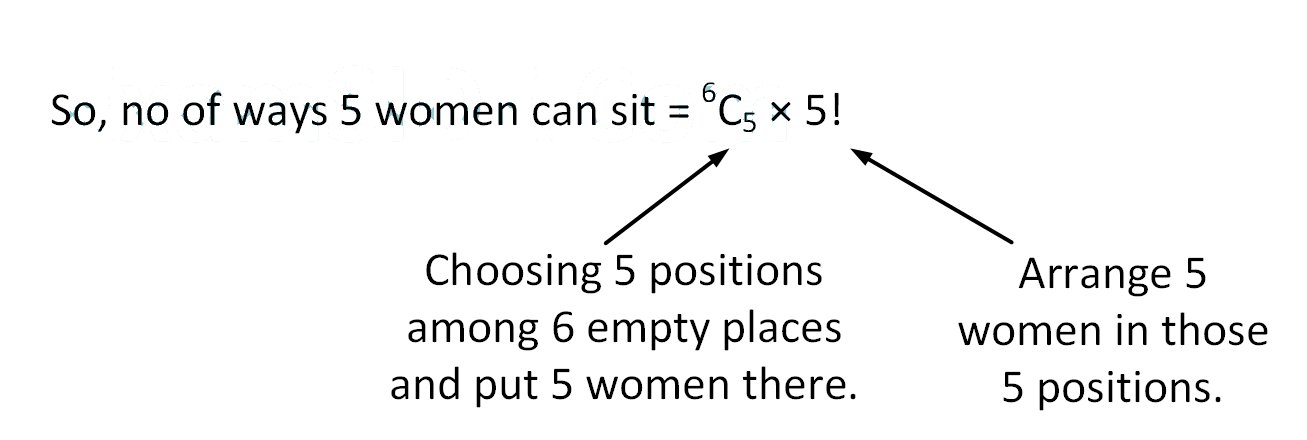 So, no of ways 5 women can sit = ⁶C₅ × 5!
Choosing 5 positions
among 6 empty places
and put 5 women there.
Arrange 5
women in those
5 positions.